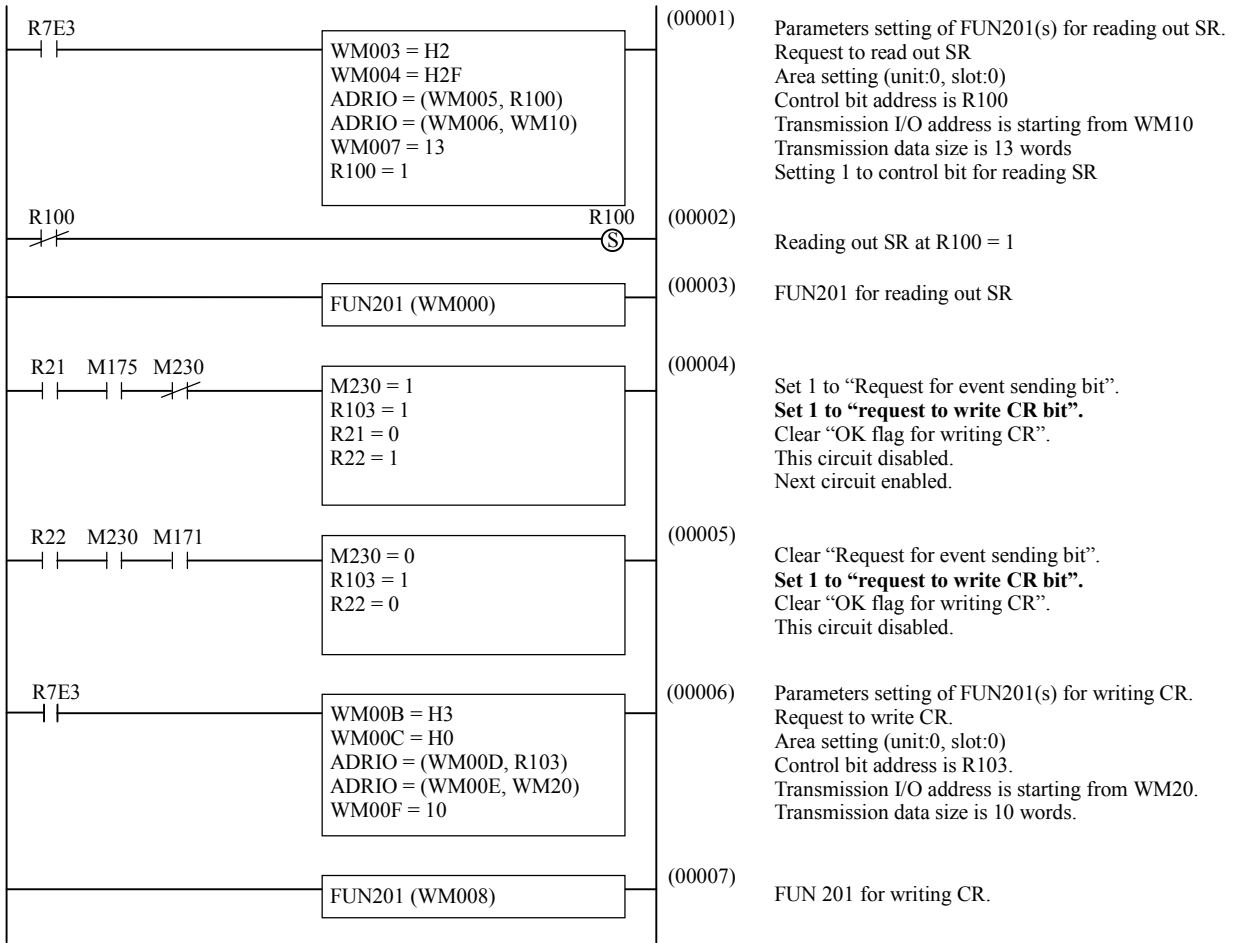 R7E3
(00001)
WM003 = H2
WM004 = H2F
ADRIO = (WM005, R100)
ADRIO = (WM006, WM10)
WM007 = 13
R100 = 1
Parameters setting of FUN201(s) for reading out SR.
Request to read out SR
Area setting (unit:0, slot:0)
Control bit address is R100
Transmission I/O address is starting from WM10
Transmission data size is 13 words
Setting 1 to control bit for reading SR
R100
R100
S
(00002)
Reading out SR at R100 = 1
FUN201 (WM000)
(00003)
FUN201 for reading out SR
R21 M175 M230
(00004)
M230 = 1
R103 = 1
R21 = 0
R22 = 1
Set 1 to “Request for event sending bit”.
Set 1 to “request to write CR bit”.
Clear “OK flag for writing CR”.
This circuit disabled.
Next circuit enabled.
R22 M230 M171
(00005)
M230 = 0
R103 = 1
R22 = 0
Clear “Request for event sending bit”.
Set 1 to “request to write CR bit”.
Clear “OK flag for writing CR”.
This circuit disabled.
R7E3
(00006)
WM00B = H3
WM00C = H0
ADRIO = (WM00D, R103)
ADRIO = (WM00E, WM20)
WM00F = 10
Parameters setting of FUN201(s) for writing CR.
Request to write CR.
Area setting (unit:0, slot:0)
Control bit address is R103.
Transmission I/O address is starting from WM20.
Transmission data size is 10 words.
FUN201 (WM008)
(00007)
FUN 201 for writing CR.